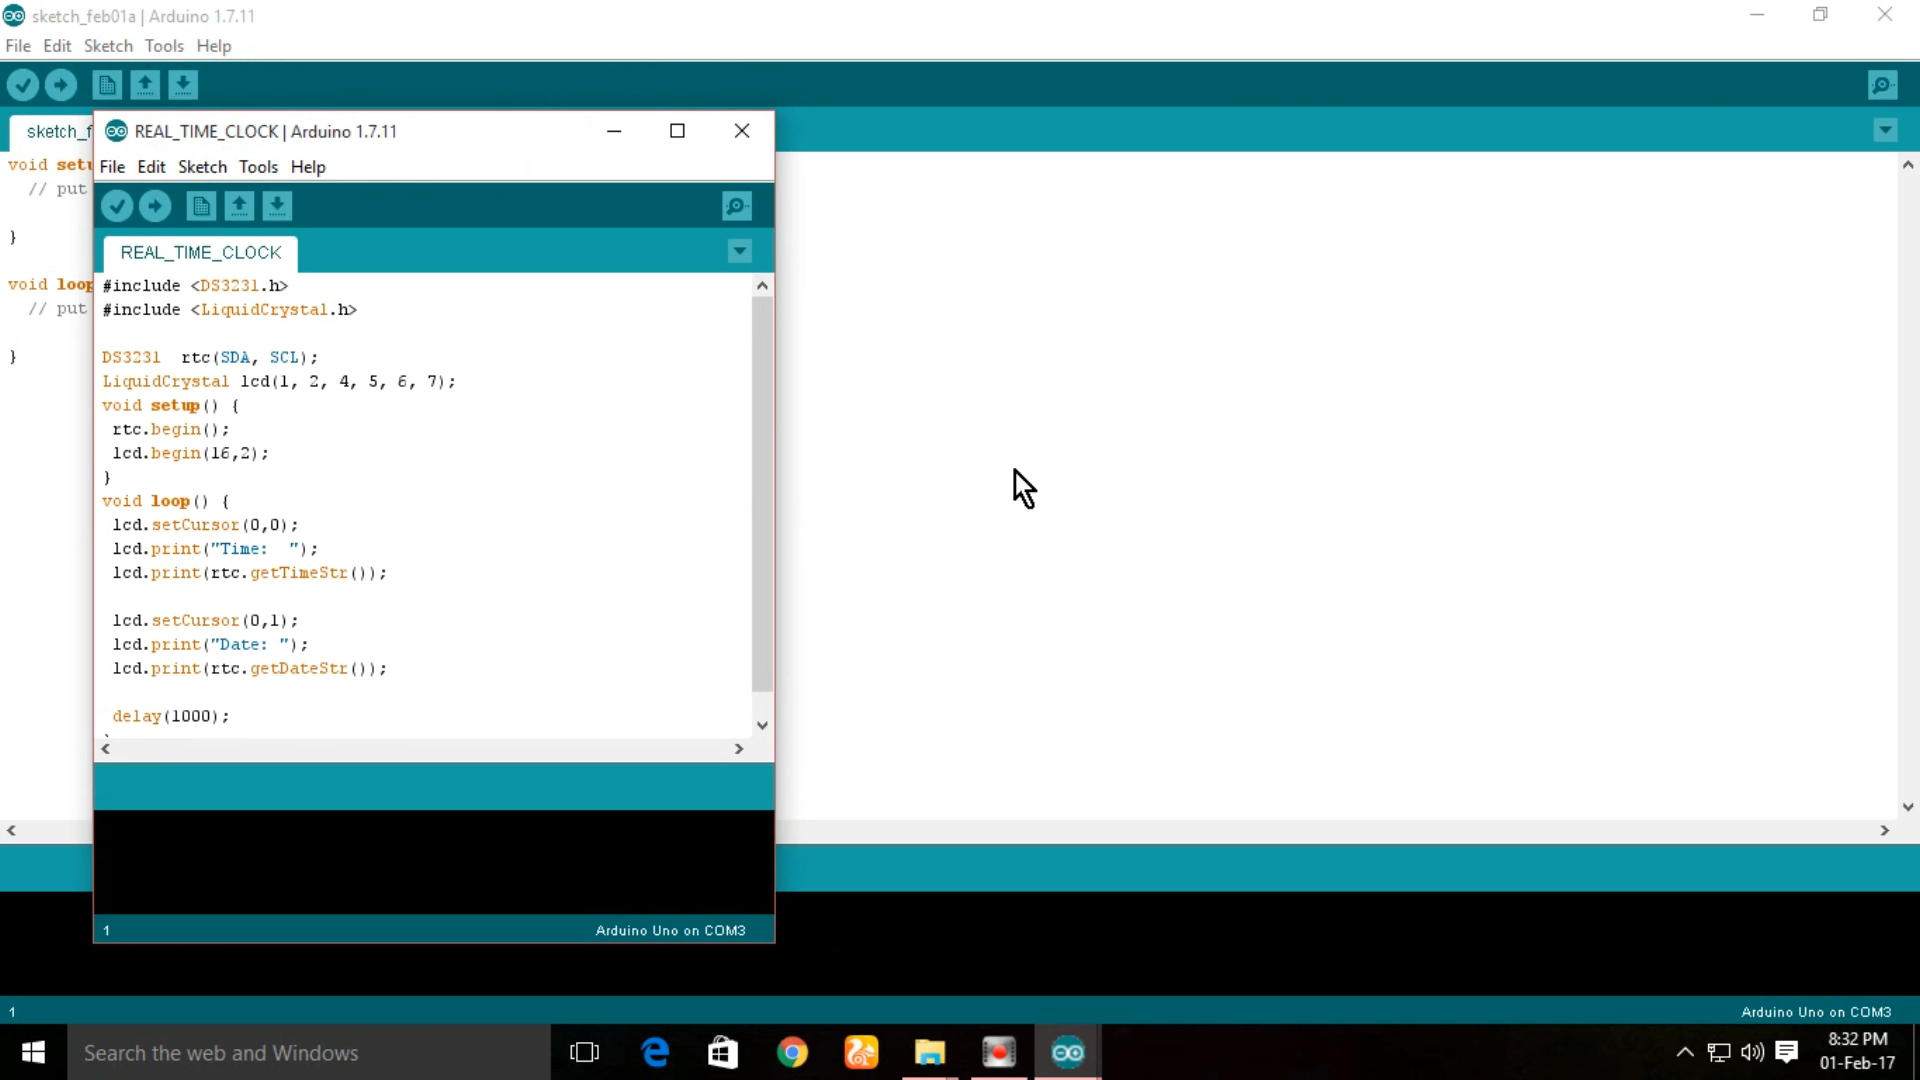 sketch_feb01a | Arduino 1.7.11
File Edit Sketch Tools Help
sketch_f
void setu
// put
}
void loop
// put
}
REAL_TIME_CLOCK | Arduino 1.7.11
File Edit Sketch Tools Help
REAL_TIME_CLOCK
#include <DS3231.h>
#include <LiquidCrystal.h>
DS3231  rtc(SDA, SCL);
LiquidCrystal lcd(1, 2, 4, 5, 6, 7);
void setup() {
rtc.begin();
lcd.begin(16,2);
}
void loop() {
lcd.setCursor(0,0);
lcd.print("Time:  ");
lcd.print(rtc.getTimeStr());
lcd.setCursor(0,1);
lcd.print("Date: ");
lcd.print(rtc.getDateStr());
delay(1000);
1
Arduino Uno on COM3
1
Arduino Uno on COM3
Search the web and Windows
8:32 PM
01-Feb-17